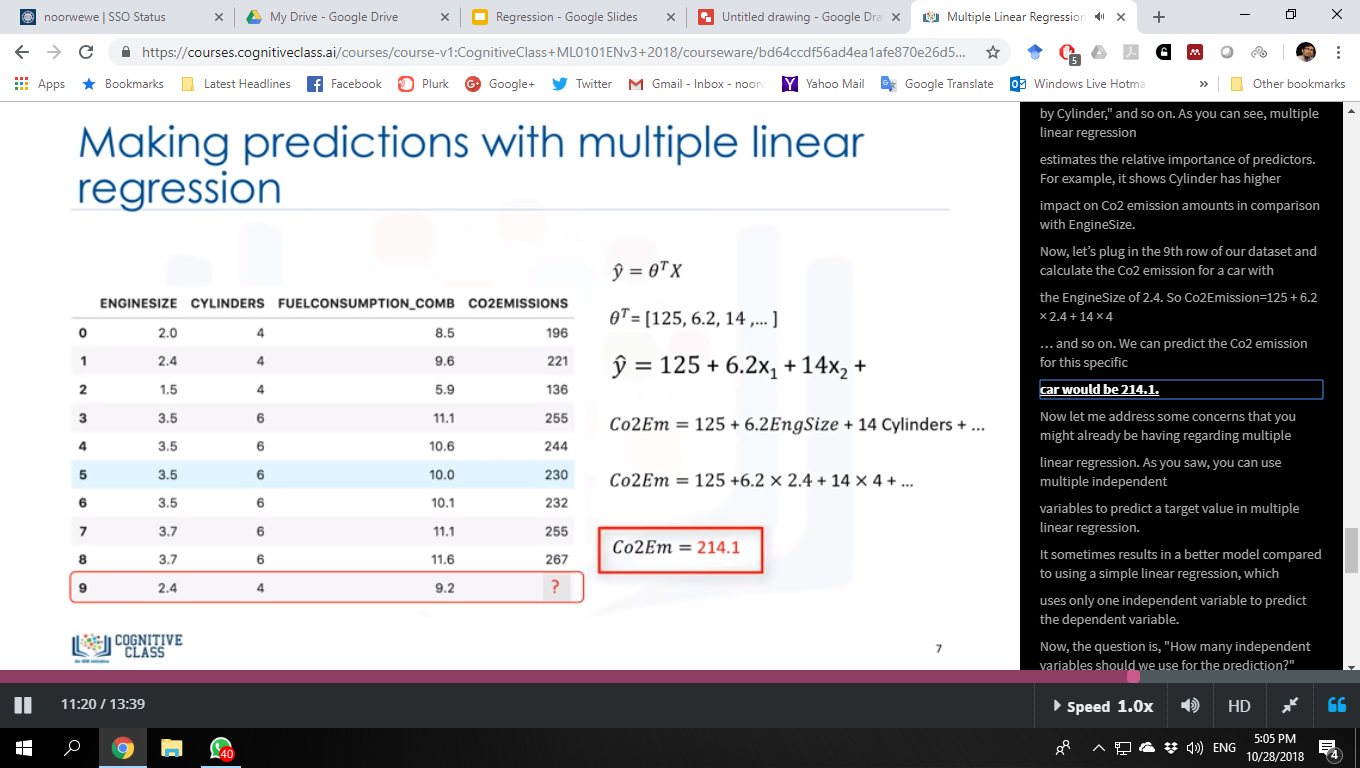 noorwewe | SSO Status
My Drive - Google Drive
Regression - Google Slides
Untitled drawing - Google Dra
Multiple Linear Regression
https://courses.cognitiveclass.ai/courses/course-v1:CognitiveClass+ML0101ENv3+2018/courseware/bd64ccdf56ad4ea1afe870e26d5...
5
Apps
Bookmarks
Latest Headlines
Facebook
Plurk
Google+
Twitter
Gmail - Inbox - noorw
Yahoo Mail
Google Translate
Windows Live Hotma
»
Other bookmarks
Making predictions with multiple linear
regression
ENGINESIZE CYLINDERS FUELCONSUMPTION_COMB CO2EMISSIONS
0 2.0 4 8.5 196
1 2.4 4 9.6 221
2 1.5 4 5.9 136
3 3.5 6 11.1 255
4 3.5 6 10.6 244
5 3.5 6 10.0 230
6 3.5 6 10.1 232
7 3.7 6 11.1 255
8 3.7 6 11.6 267
9 2.4 4 9.2 ?
ŷ = θᵀX
θᵀ= [125, 6.2, 14 ,... ]
ŷ = 125 + 6.2x₁ + 14x₂ +
Co2Em = 125 + 6.2EngSize + 14 Cylinders + ...
Co2Em = 125 +6.2 × 2.4 + 14 × 4 + ...
Co2Em = 214.1
COGNITIVE
CLASS
An IBM Initiative
7
by Cylinder," and so on. As you can see, multiple
linear regression
estimates the relative importance of predictors.
For example, it shows Cylinder has higher
impact on Co2 emission amounts in comparison
with EngineSize.
Now, let's plug in the 9th row of our dataset and
calculate the Co2 emission for a car with
the EngineSize of 2.4. So Co2Emission=125 + 6.2
× 2.4 + 14 × 4
… and so on. We can predict the Co2 emission
for this specific
car would be 214.1.
Now let me address some concerns that you
might already be having regarding multiple
linear regression. As you saw, you can use
multiple independent
variables to predict a target value in multiple
linear regression.
It sometimes results in a better model compared
to using a simple linear regression, which
uses only one independent variable to predict
the dependent variable.
Now, the question is, "How many independent
variables should we use for the prediction?"
11:20 / 13:39
Speed 1.0x
HD
40
ENG
5:05 PM
10/28/2018
4